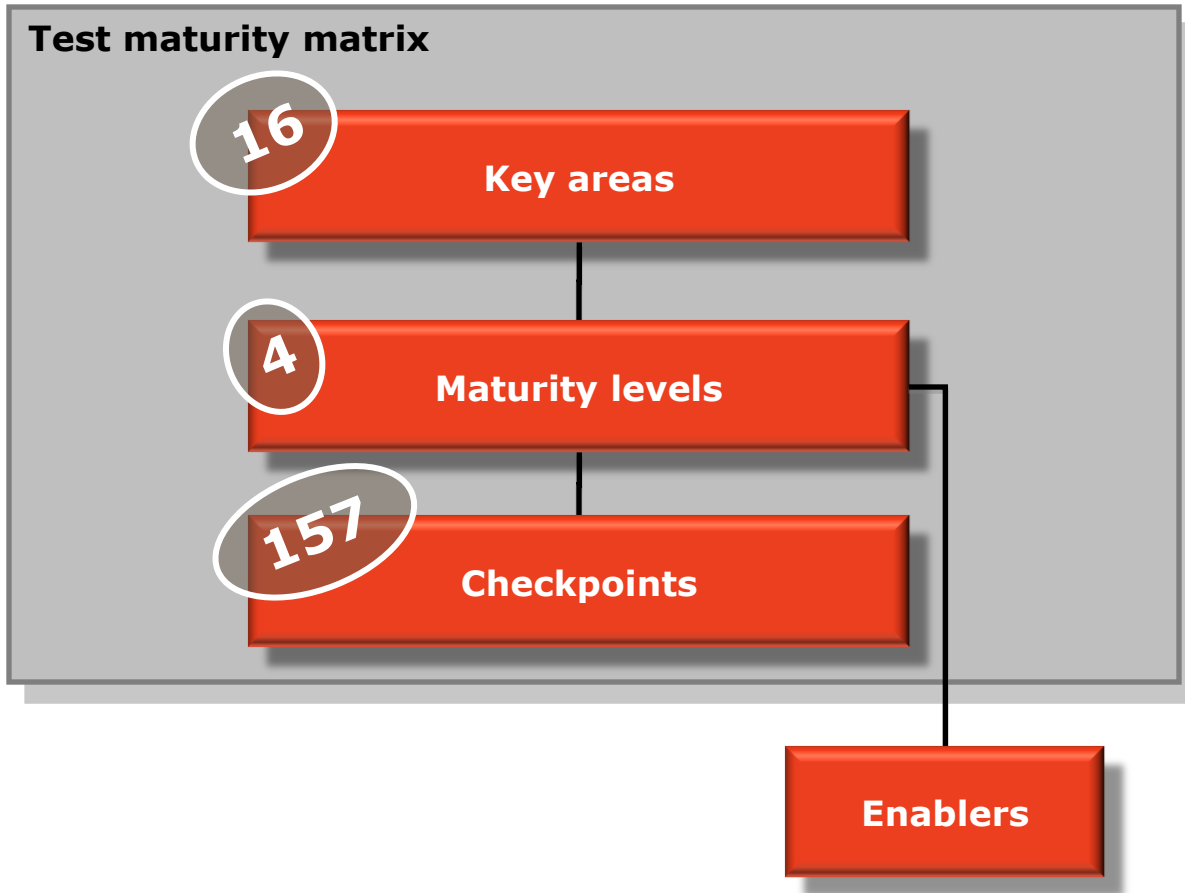 Test maturity matrix
16
Key areas
4
Maturity levels
157
Checkpoints
Enablers